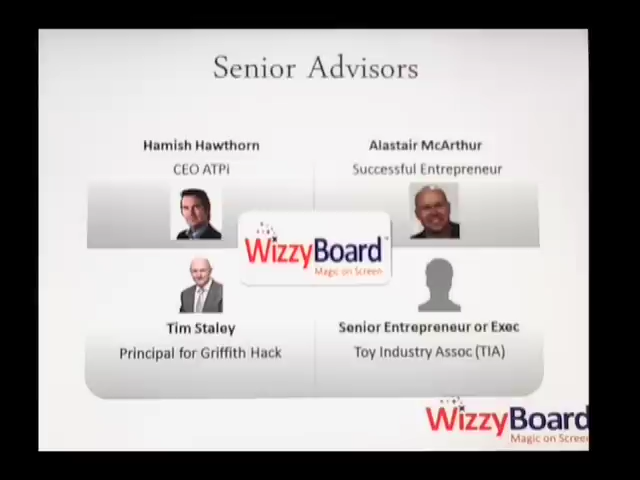 Senior Advisors
Hamish Hawthorn
CEO ATPi
Alastair McArthur
Successful Entrepreneur
WizzyBoard
Magic on Screen
Tim Staley
Principal for Griffith Hack
Senior Entrepreneur or Exec
Toy Industry Assoc (TIA)
WizzyBoard
Magic on Screen